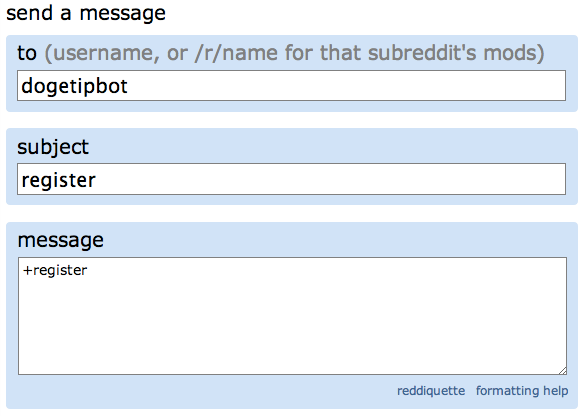 send a message
to (username, or /r/name for that subreddit's mods)
dogetipbot
subject
register
message
+register
reddiquette formatting help